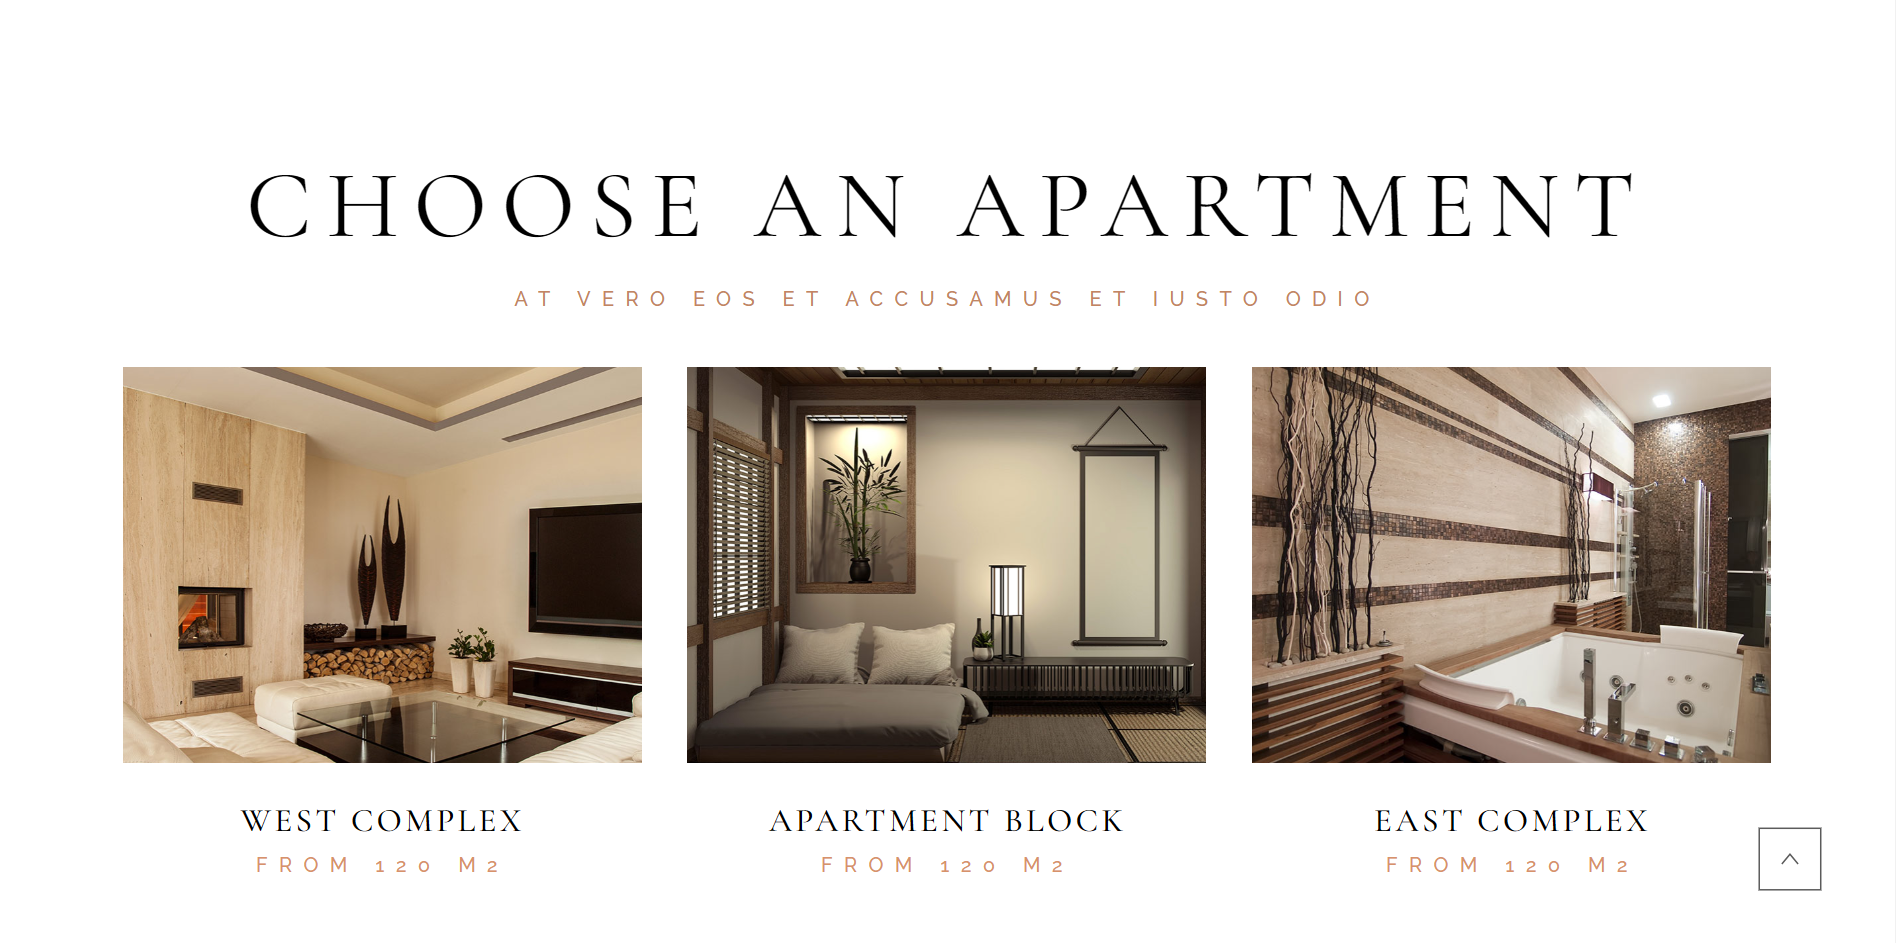 CHOOSE AN APARTMENT
AT VERO EOS ET ACCUSAMUS ET IUSTO ODIO
WEST COMPLEX
FROM 120 M2
APARTMENT BLOCK
FROM 120 M2
EAST COMPLEX
FROM 120 M2